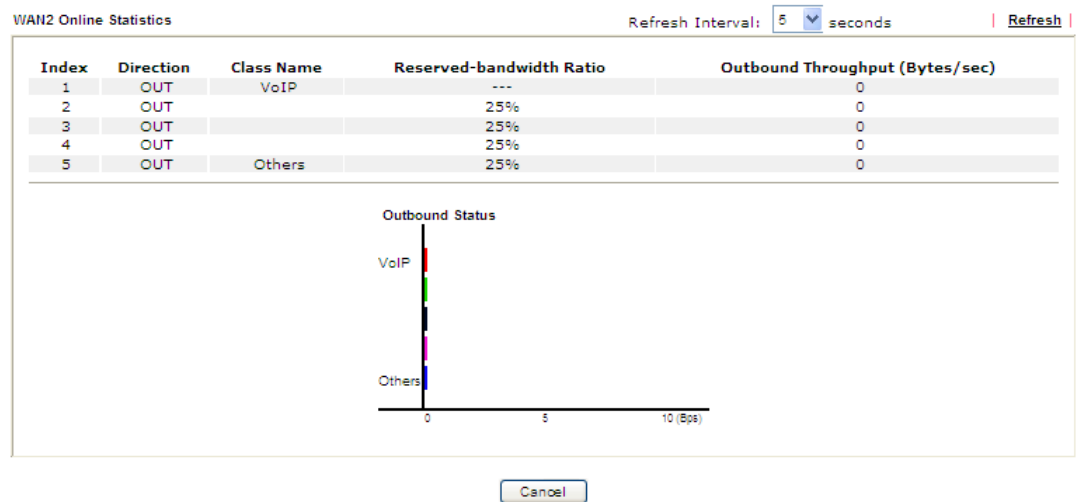 WAN2 Online Statistics Refresh Interval: 5 seconds | Refresh |
Index Direction Class Name Reserved-bandwidth Ratio Outbound Throughput (Bytes/sec)
1 OUT VoIP --- 0
2 OUT 25% 0
3 OUT 25% 0
4 OUT 25% 0
5 OUT Others 25% 0
Outbound Status
VoIP
Others
0 5 10 (Bps)
Cancel